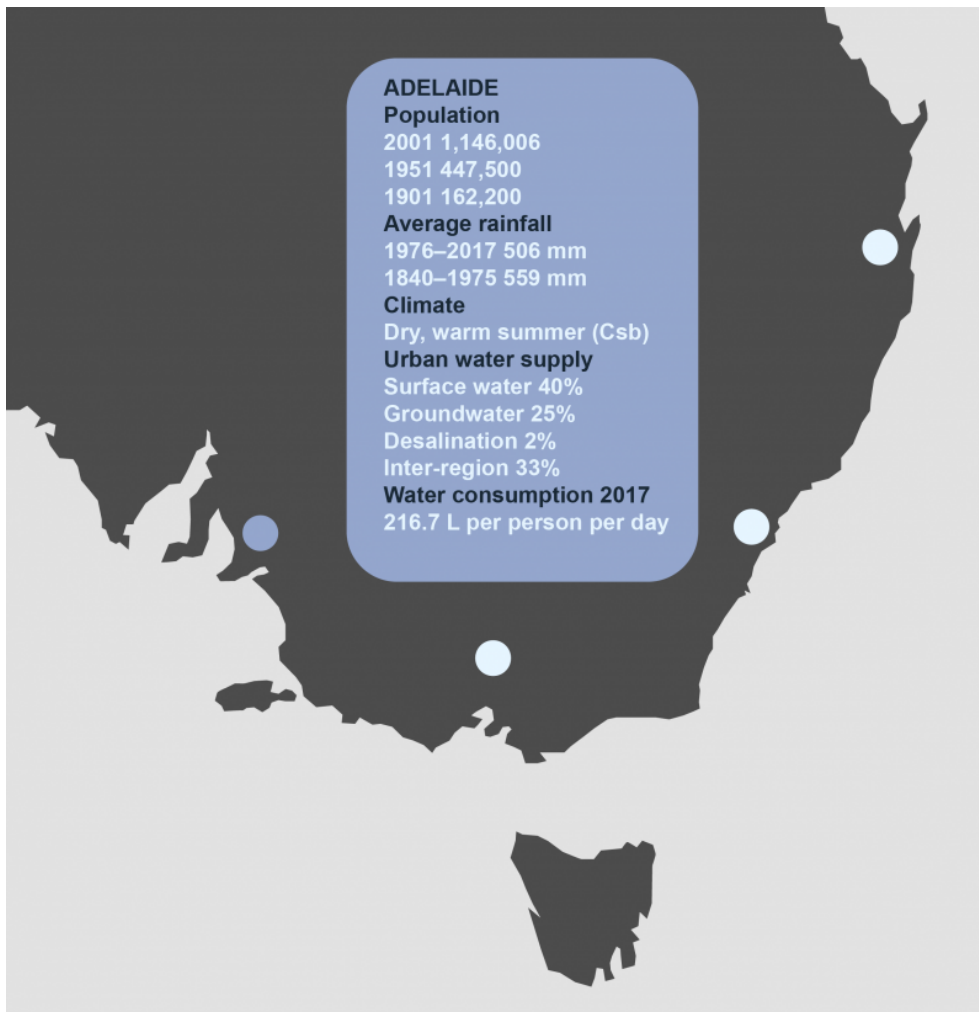 ADELAIDE
Population
2001 1,146,006
1951 447,500
1901 162,200
Average rainfall
1976–2017 506 mm
1840–1975 559 mm
Climate
Dry, warm summer (Csb)
Urban water supply
Surface water 40%
Groundwater 25%
Desalination 2%
Inter-region 33%
Water consumption 2017
216.7 L per person per day